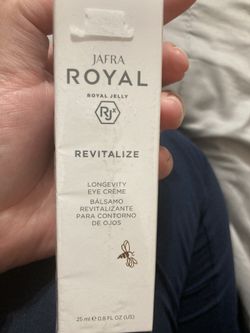 JAFRA
ROYAL
ROYAL JELLY
RJx
REVITALIZE
LONGEVITY
EYE CRÈME
BÁLSAMO
REVITALIZANTE
PARA CONTORNO
DE OJOS
25 ml ℮ 0.8 FL OZ (US)